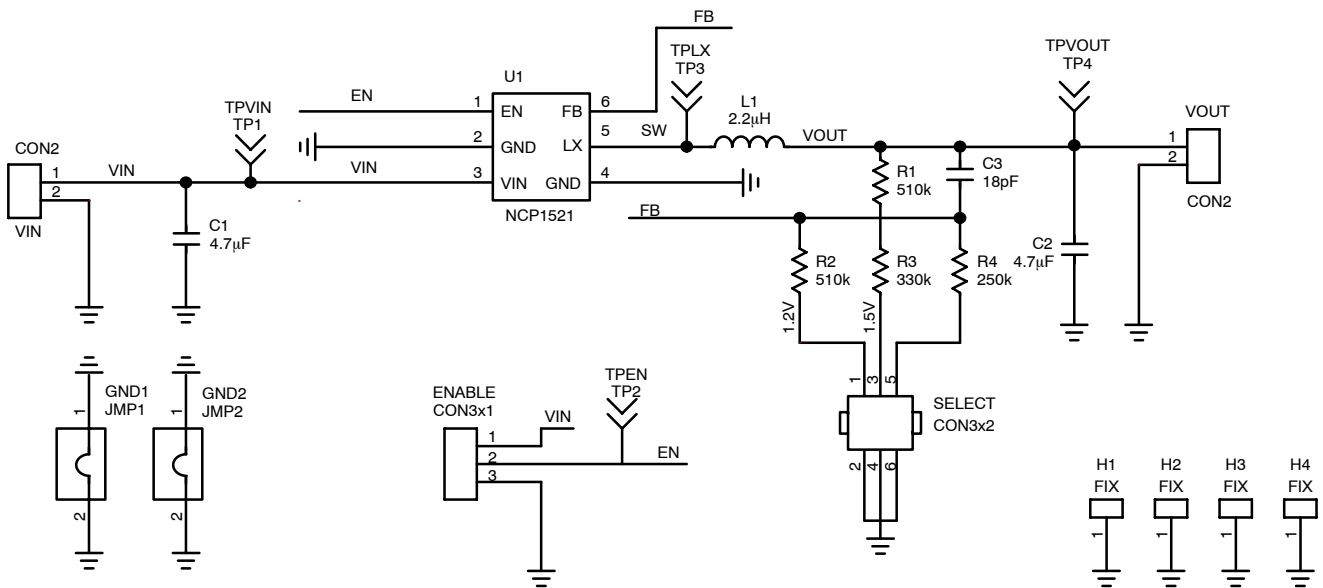 FB
TPLX
TP3
TPVOUT
TP4
U1
TPVIN
TP1
EN
1
EN
FB
6
L1
2.2μH
VOUT
2
GND
LX
5
SW
VOUT
1
2
CON2
CON2
1
2
VIN
VIN
VIN
3
VIN
GND
4
NCP1521
R1
510k
C3
18pF
FB
C1
4.7μF
R2
510k
R3
330k
R4
250k
C2
4.7μF
1.2V
1.5V
GND1
JMP1
1
2
GND2
JMP2
1
2
ENABLE
CON3x1
1
2
3
VIN
TPEN
TP2
EN
1
3
5
SELECT
CON3x2
2
4
6
H1
FIX
1
H2
FIX
1
H3
FIX
1
H4
FIX
1